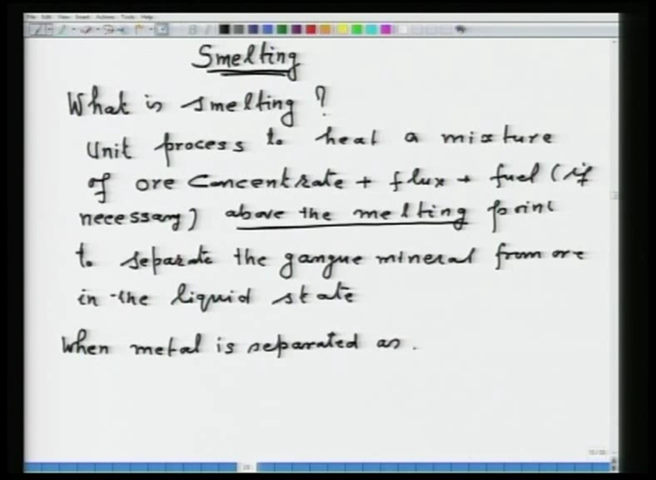 Smelting
What is smelting ?
Unit process to heat a mixture
of ore concentrate + flux + fuel (if
necessary) above the melting point
to separate the gangue mineral from ore
in the liquid state
When metal is separated as.